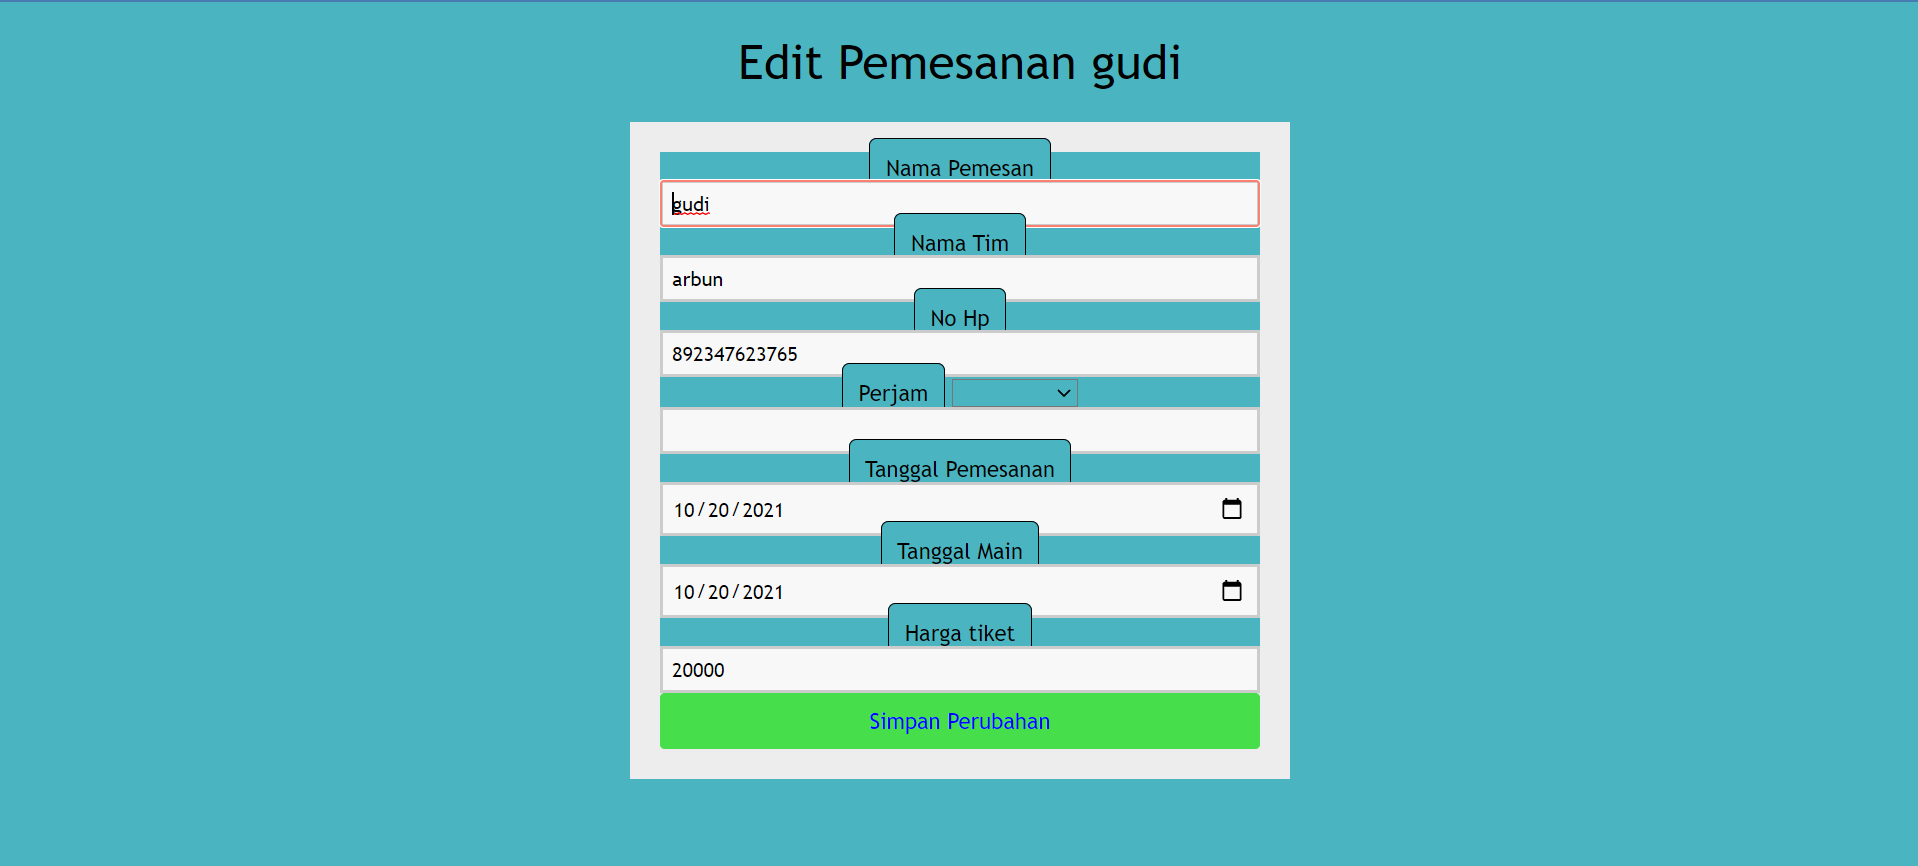 Edit Pemesanan gudi
Nama Pemesan
gudi
Nama Tim
arbun
No Hp
892347623765
Perjam
Tanggal Pemesanan
10/20/2021
Tanggal Main
10/20/2021
Harga tiket
20000
Simpan Perubahan